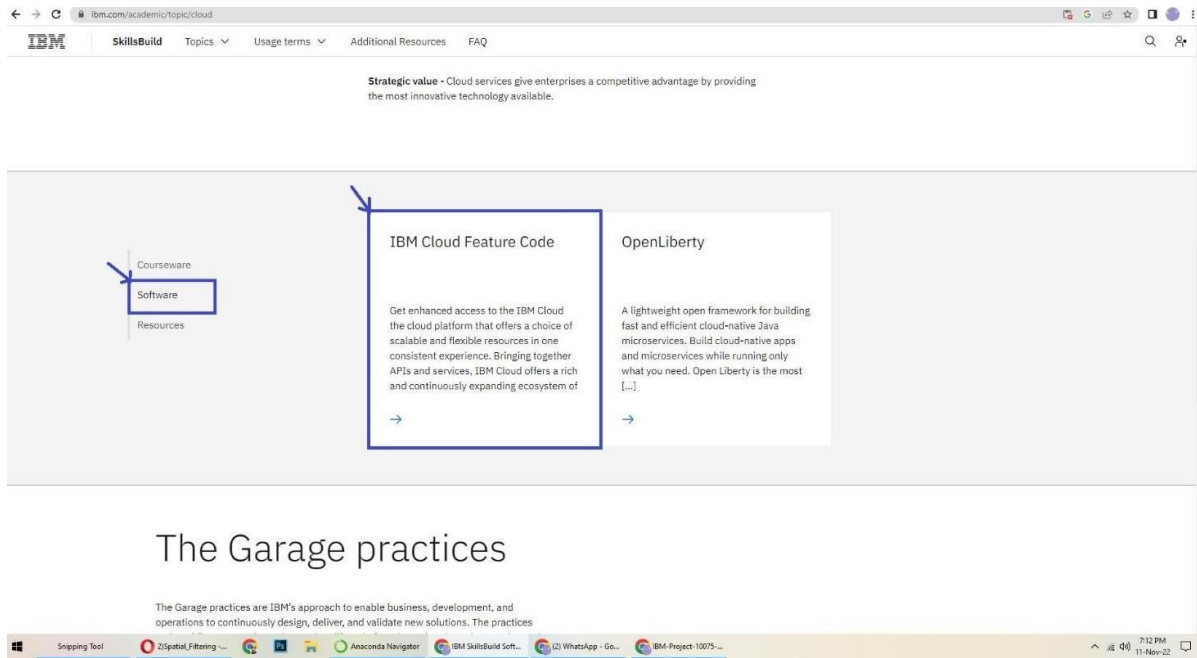 ibm.com/academic/topic/cloud
IBM SkillsBuild Topics Usage terms Additional Resources FAQ
Strategic value - Cloud services give enterprises a competitive advantage by providing
the most innovative technology available.
Courseware
Software
Resources
IBM Cloud Feature Code
Get enhanced access to the IBM Cloud
the cloud platform that offers a choice of
scalable and flexible resources in one
consistent experience. Bringing together
APIs and services, IBM Cloud offers a rich
and continuously expanding ecosystem of
OpenLiberty
A lightweight open framework for building
fast and efficient cloud-native Java
microservices. Build cloud-native apps
and microservices while running only
what you need. Open Liberty is the most
[...]
The Garage practices
The Garage practices are IBM's approach to enable business, development, and
operations to continuously design, deliver, and validate new solutions. The practices
Snipping Tool 2)Spatial_Filtering -... Ps Anaconda Navigator IBM SkillsBuild Soft... (2) WhatsApp - Go... IBM-Project-10075-... 7:12 PM
11-Nov-22